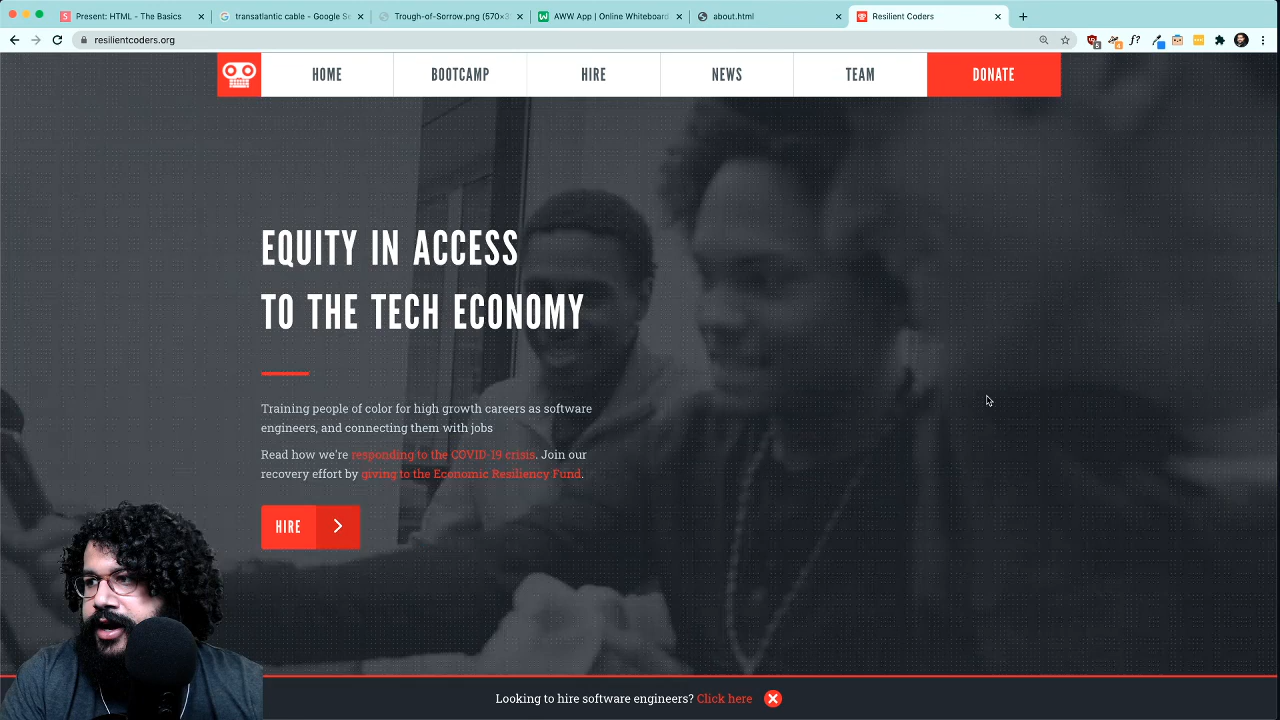 Present: HTML - The Basics
transatlantic cable - Google Se
Trough-of-Sorrow.png (570×3
AWW App | Online Whiteboard
about.html
Resilient Coders
resilientcoders.org
HOME
BOOTCAMP
HIRE
NEWS
TEAM
DONATE
EQUITY IN ACCESS
TO THE TECH ECONOMY
Training people of color for high growth careers as software
engineers, and connecting them with jobs
Read how we're responding to the COVID-19 crisis. Join our
recovery effort by giving to the Economic Resiliency Fund.
HIRE
Looking to hire software engineers? Click here